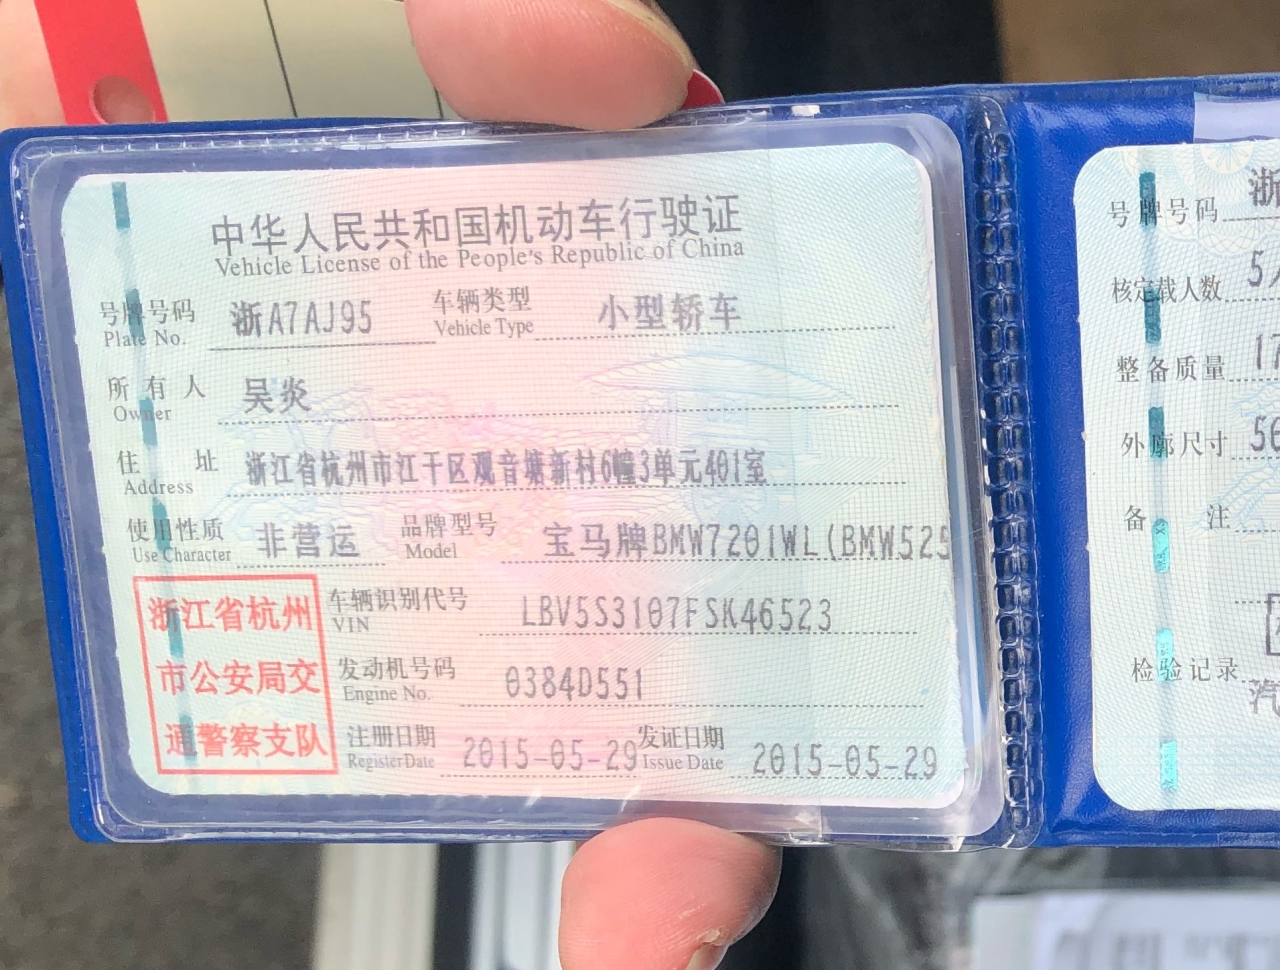 中华人民共和国机动车行驶证
Vehicle License of the People's Republic of China
号牌号码 浙A7AJ95 车辆类型 小型轿车
Plate No. Vehicle Type
所有人 吴炎
Owner
住址 浙江省杭州市江干区观音塘新村6幢3单元401室
Address
使用性质 非营运 品牌型号 宝马牌BMW7201WL(BMW525
Use Character Model
车辆识别代号 LBV5S3107FSK46523
VIN
发动机号码 0384D551
Engine No.
注册日期 2015-05-29 发证日期 2015-05-29
Register Date Issue Date
浙江省杭州
市公安局交
通警察支队
号牌号码 浙
核定载人数 5
整备质量 17
外廓尺寸 50
备注
检验记录
汽